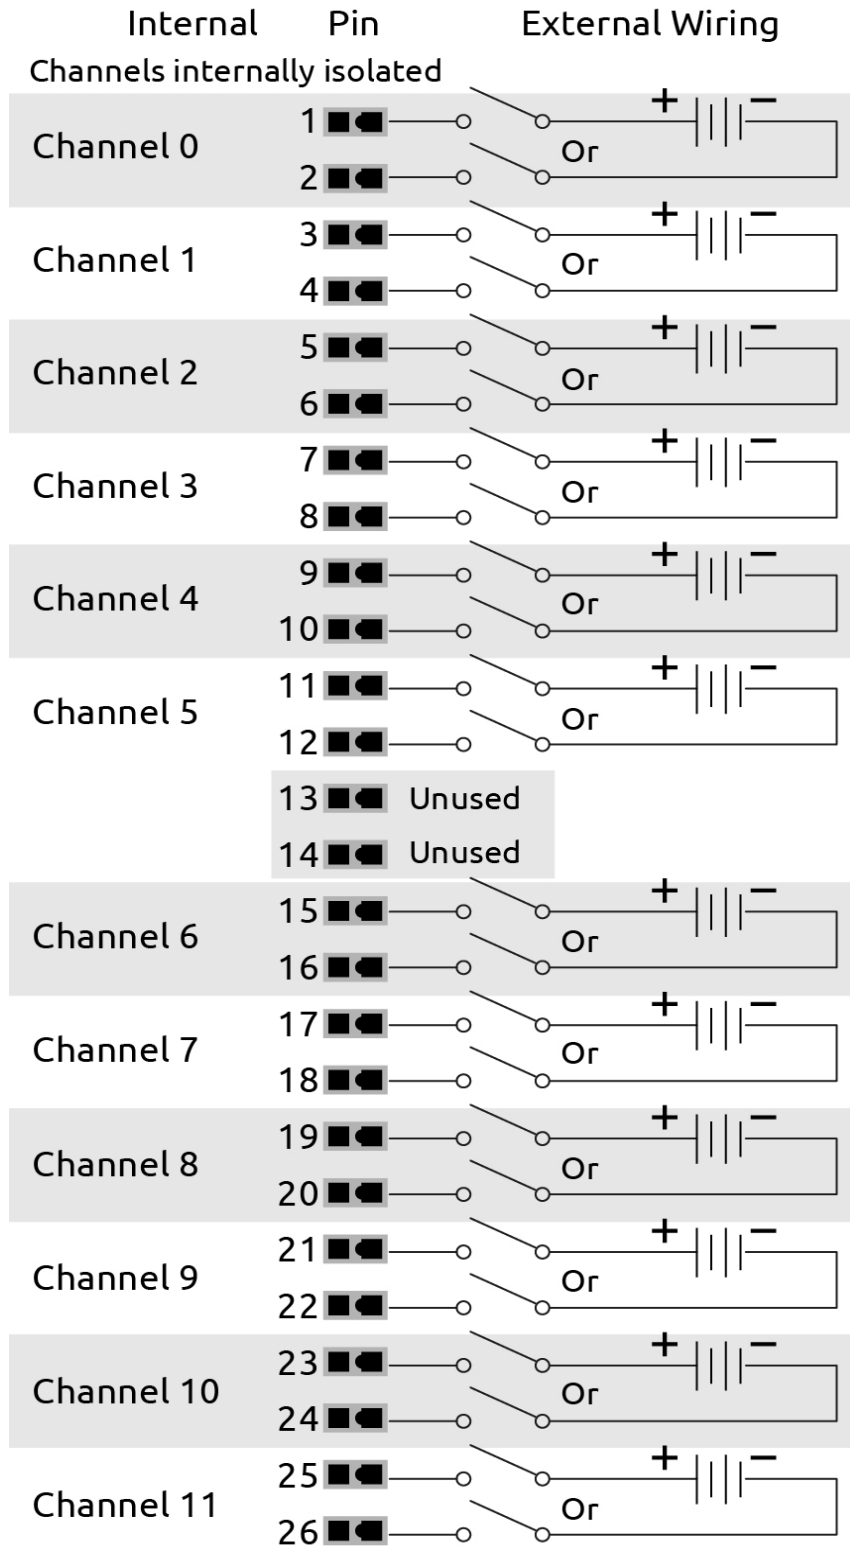 Internal Pin External Wiring
Channels internally isolated
1 + −
Channel 0 Or
2
3 + −
Channel 1 Or
4
5 + −
Channel 2 Or
6
7 + −
Channel 3 Or
8
9 + −
Channel 4 Or
10
11 + −
Channel 5 Or
12
13 Unused
14 Unused
15 + −
Channel 6 Or
16
17 + −
Channel 7 Or
18
19 + −
Channel 8 Or
20
21 + −
Channel 9 Or
22
23 + −
Channel 10 Or
24
25 + −
Channel 11 Or
26